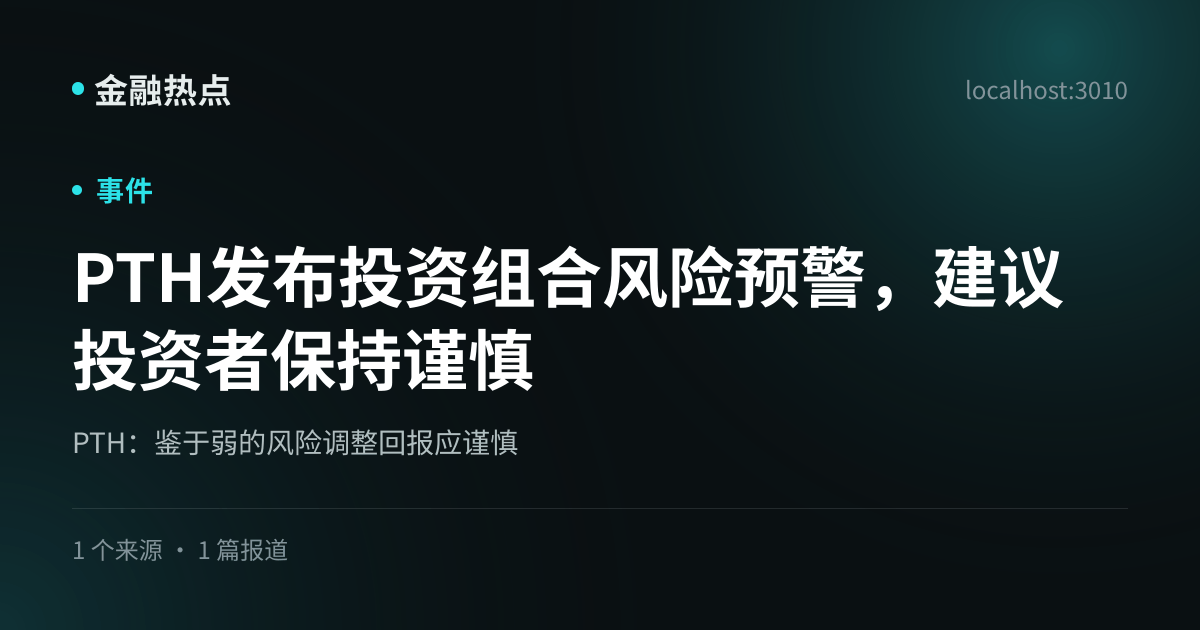 金融热点
localhost:3010
事件
PTH发布投资组合风险预警，建议
投资者保持谨慎
PTH：鉴于弱的风险调整回报应谨慎
1 个来源 · 1 篇报道